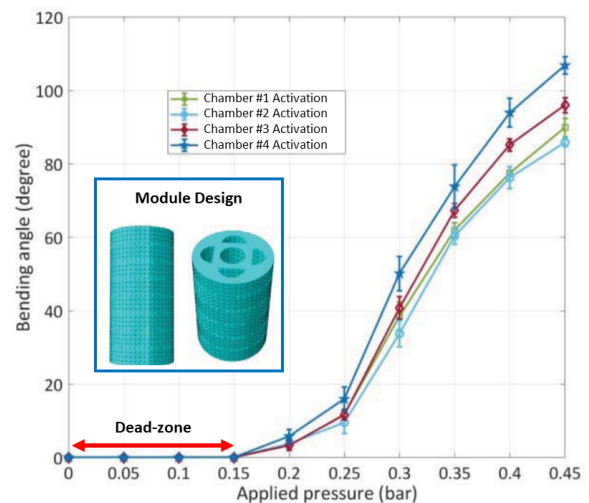 120
100
80
60
40
20
0
Bending angle (degree)
Chamber #1 Activation
Chamber #2 Activation
Chamber #3 Activation
Chamber #4 Activation
Module Design
Dead-zone
0 0.05 0.1 0.15 0.2 0.25 0.3 0.35 0.4 0.45
Applied pressure (bar)